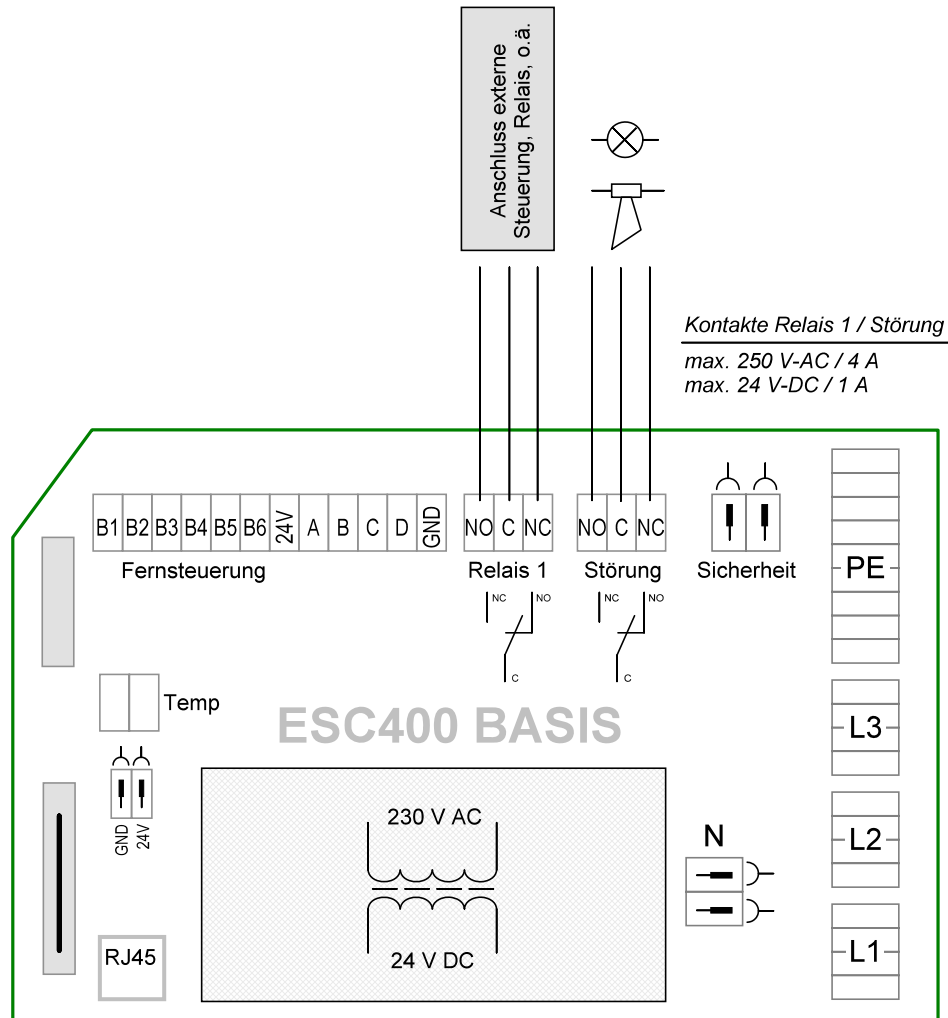 Anschluss externe
Steuerung, Relais, o.ä.
Kontakte Relais 1 / Störung
max. 250 V-AC / 4 A
max. 24 V-DC / 1 A
B1 B2 B3 B4 B5 B6 24V A B C D GND
NO C NC
NO C NC
Fernsteuerung
Relais 1
Störung
Sicherheit
PE
NC NO
C
NC NO
C
Temp
ESC400 BASIS
L3
GND
24V
230 V AC
24 V DC
N
L2
RJ45
L1